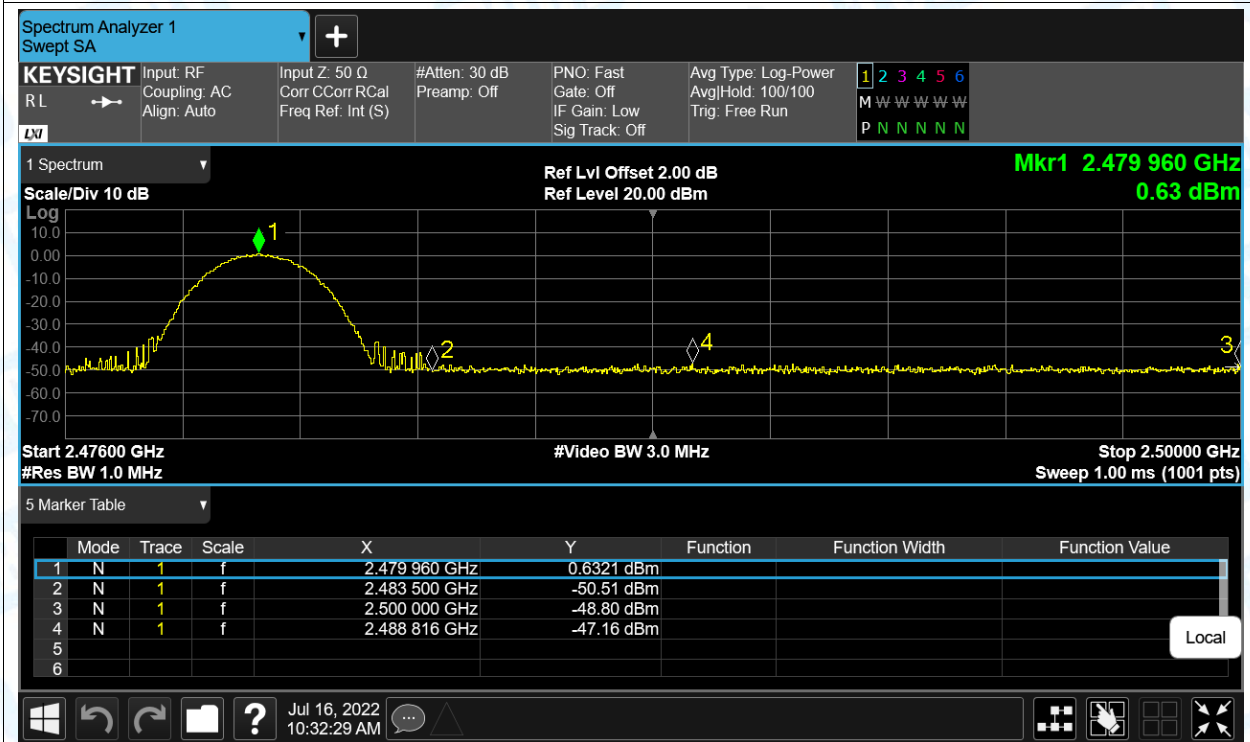 Spectrum Analyzer 1
Swept SA
KEYSIGHT
R L
LXI
Input: RF
Coupling: AC
Align: Auto
Input Z: 50 Ω
Corr CCorr RCal
Freq Ref: Int (S)
#Atten: 30 dB
Preamp: Off
PNO: Fast
Gate: Off
IF Gain: Low
Sig Track: Off
Avg Type: Log-Power
Avg|Hold: 100/100
Trig: Free Run
1 2 3 4 5 6
M W W W W W
P N N N N N
1 Spectrum
Scale/Div 10 dB
Ref Lvl Offset 2.00 dB
Ref Level 20.00 dBm
Mkr1 2.479 960 GHz
0.63 dBm
Log
10.0
0.00
-10.0
-20.0
-30.0
-40.0
-50.0
-60.0
-70.0
1
2
4
3
Start 2.47600 GHz
#Video BW 3.0 MHz
Stop 2.50000 GHz
#Res BW 1.0 MHz
Sweep 1.00 ms (1001 pts)
5 Marker Table
Mode Trace Scale X Y Function Function Width Function Value
1 N 1 f 2.479 960 GHz 0.6321 dBm
2 N 1 f 2.483 500 GHz -50.51 dBm
3 N 1 f 2.500 000 GHz -48.80 dBm
4 N 1 f 2.488 816 GHz -47.16 dBm
5
6
Local
?
Jul 16, 2022
10:32:29 AM